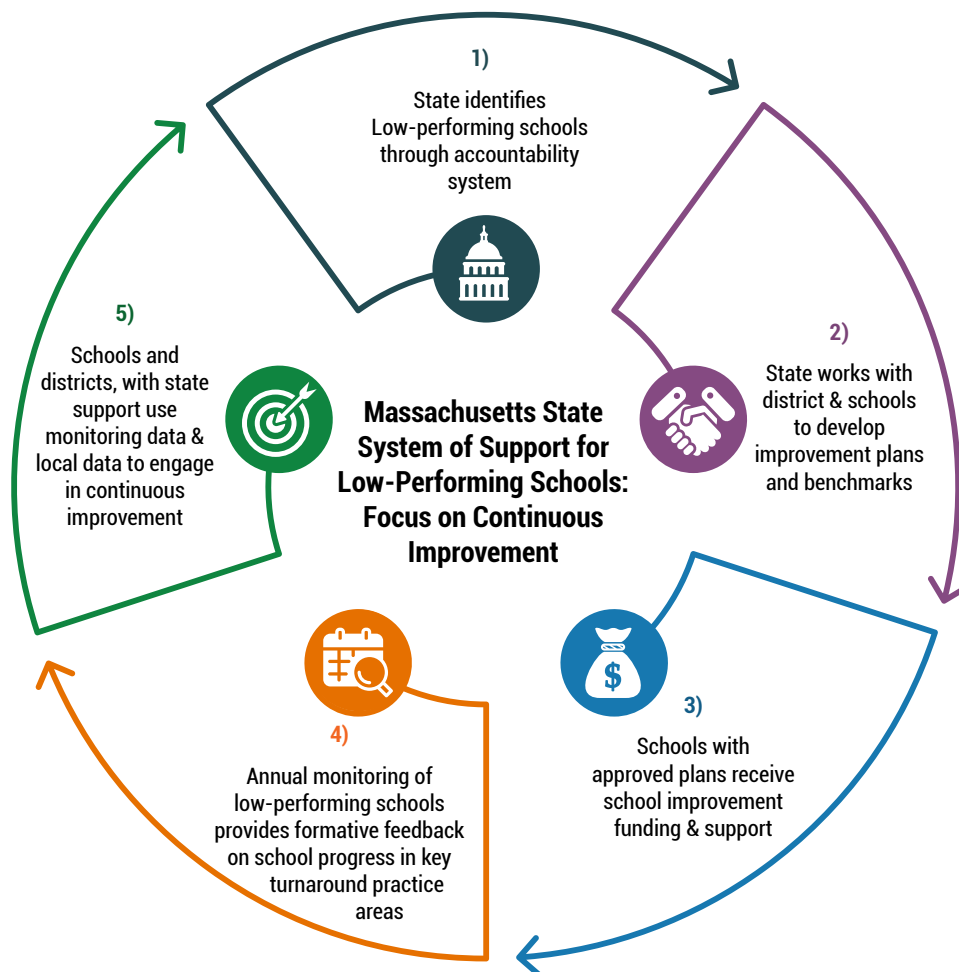 1)
State identifies
Low-performing schools
through accountability
system
2)
State works with
district & schools
to develop
improvement plans
and benchmarks
3)
Schools with
approved plans receive
school improvement
funding & support
4)
Annual monitoring of
low-performing schools
provides formative feedback
on school progress in key
turnaround practice
areas
5)
Schools and
districts, with state
support use
monitoring data &
local data to engage
in continuous
improvement
Massachusetts State
System of Support for
Low-Performing Schools:
Focus on Continuous
Improvement
$